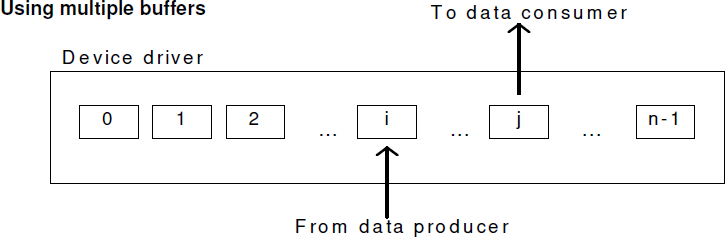 Using multiple buffers
To data consumer
Device driver
0 1 2 ... i ... j ... n-1
From data producer